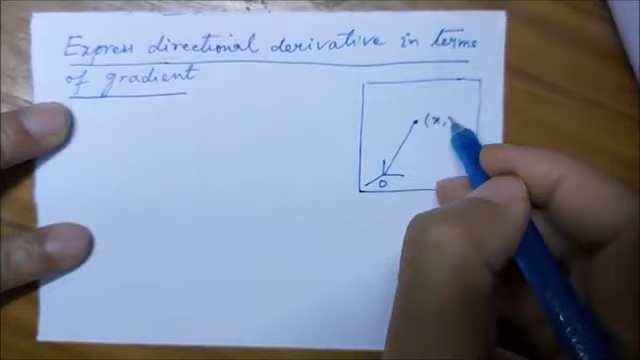 Express directional derivative in terms
of gradient
(x,
O